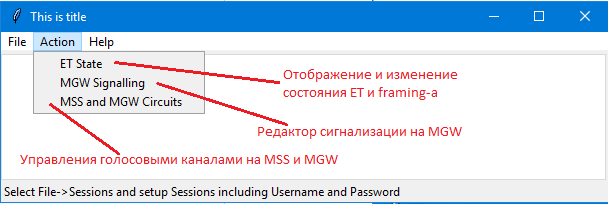 This is title
File Action Help
ET State
MGW Signalling
MSS and MGW Circuits
Отображение и изменение
состояния ET и framing-а
Редактор сигнализации на MGW
Управления голосовыми каналами на MSS и MGW
Select File->Sessions and setup Sessions including Username and Password